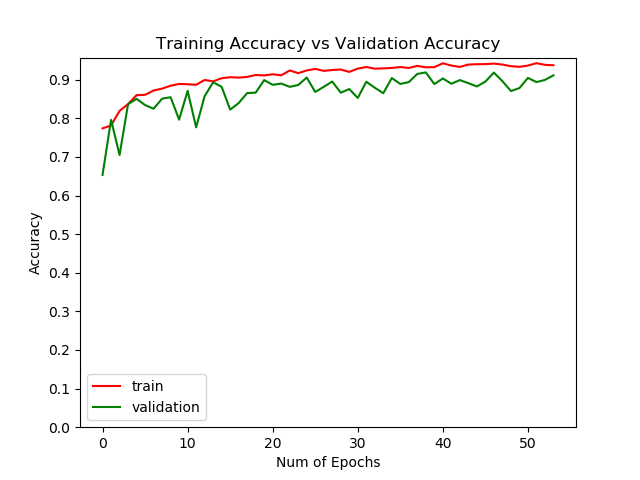 Training Accuracy vs Validation Accuracy
Accuracy
0.9
0.8
0.7
0.6
0.5
0.4
0.3
0.2
0.1
0.0
train
validation
0 10 20 30 40 50
Num of Epochs